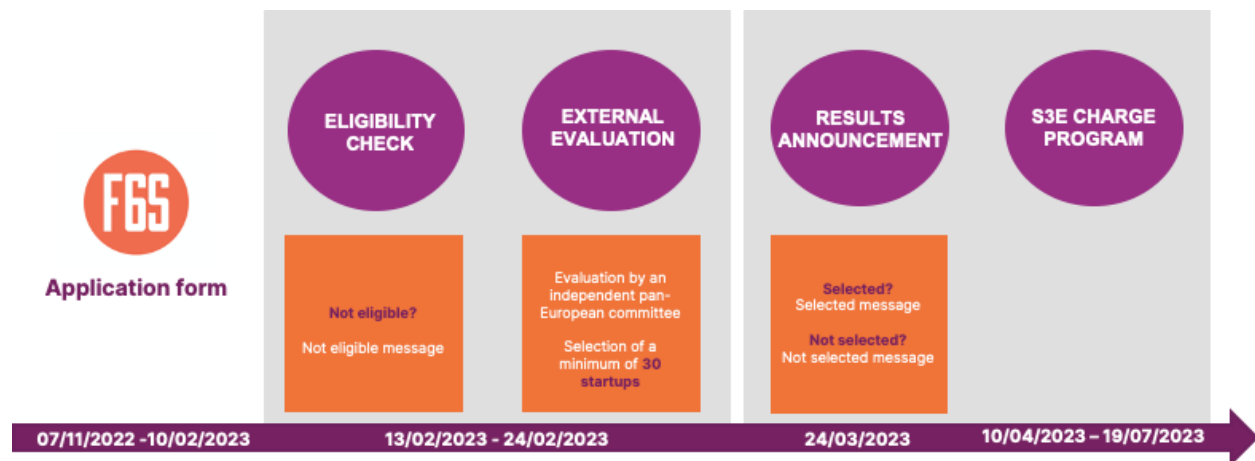 F6S
Application form
ELIGIBILITY
CHECK
Not eligible?
Not eligible message
EXTERNAL
EVALUATION
Evaluation by an
independent pan-
European committee
Selection of a
minimum of 30
startups
RESULTS
ANNOUNCEMENT
Selected?
Selected message
Not selected?
Not selected message
S3E CHARGE
PROGRAM
07/11/2022 -10/02/2023
13/02/2023 - 24/02/2023
24/03/2023
10/04/2023 – 19/07/2023